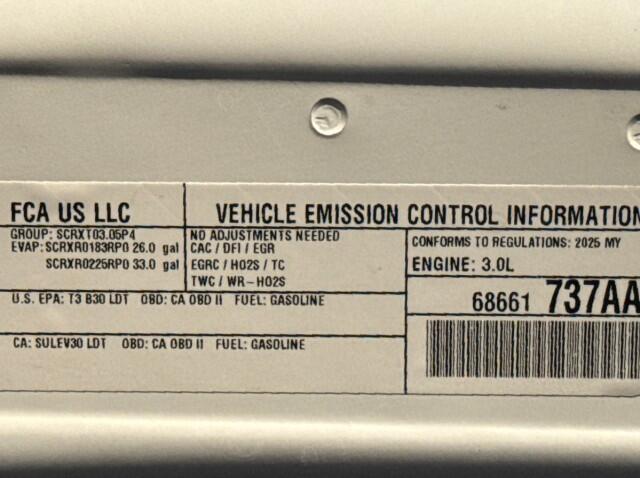 FCA US LLC
VEHICLE EMISSION CONTROL INFORMATION
GROUP: SCRXT03.05P4
EVAP: SCRXR0183RP0 26.0 gal
SCRXR0225RP0 33.0 gal
NO ADJUSTMENTS NEEDED
CAC / DFI / EGR
EGRC / HO2S / TC
TWC / WR-HO2S
CONFORMS TO REGULATIONS: 2025 MY
ENGINE: 3.0L
U.S. EPA: T3 B30 LDT OBD: CA OBD II FUEL: GASOLINE
68661 737AA
CA: SULEV30 LDT OBD: CA OBD II FUEL: GASOLINE